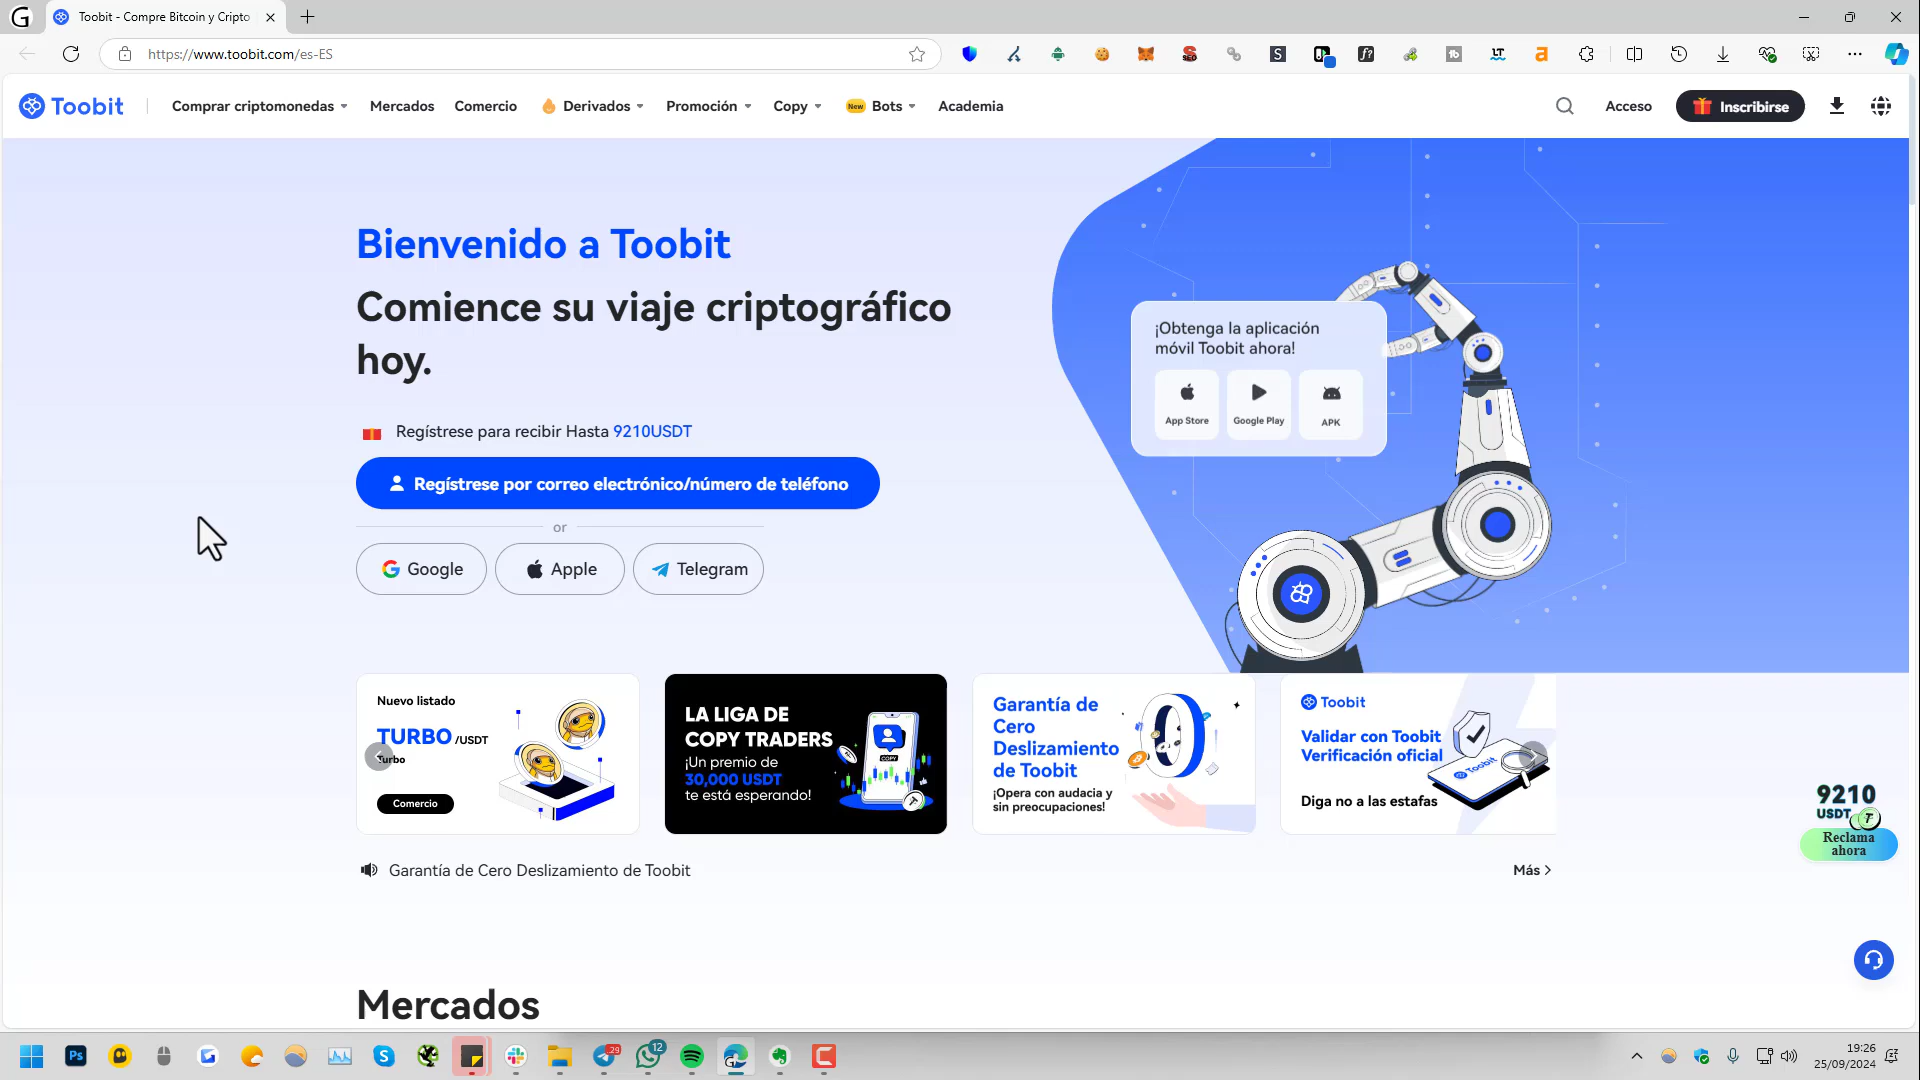 Toobit - Compre Bitcoin y Cripto
https://www.toobit.com/es-ES
Toobit
Comprar criptomonedas
Mercados
Comercio
Derivados
Promoción
Copy
New
Bots
Academia
Acceso
Inscribirse
Bienvenido a Toobit
Comience su viaje criptográfico
hoy.
Regístrese para recibir Hasta 9210USDT
Regístrese por correo electrónico/número de teléfono
or
Google
Apple
Telegram
¡Obtenga la aplicación
móvil Toobit ahora!
App Store
Google Play
APK
Nuevo listado
TURBO /USDT
Turbo
Comercio
LA LIGA DE
COPY TRADERS
¡Un premio de
30,000 USDT
te está esperando!
COPY
Garantía de
Cero
Deslizamiento
de Toobit
¡Opera con audacia y
sin preocupaciones!
Toobit
Validar con Toobit
Verificación oficial
Diga no a las estafas
Toobit
9210
USDT
Reclama
ahora
Garantía de Cero Deslizamiento de Toobit
Más
Mercados
29
12
19:26
25/09/2024